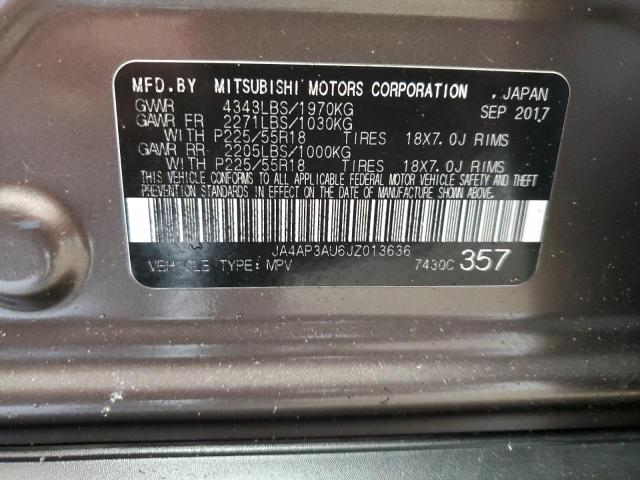 MFD.BY MITSUBISHI MOTORS CORPORATION , JAPAN
GVWR 4343LBS/1970KG SEP 2017
GAWR FR 2271LBS/1030KG
WITH P225/55R18 TIRES 18X7.0J RIMS
GAWR RR 2205LBS/1000KG
WITH P225/55R18 TIRES 18X7.0J RIMS
THIS VEHICLE CONFORMS TO ALL APPLICABLE FEDERAL MOTOR VEHICLE SAFETY AND THEFT
PREVENTION STANDARDS IN EFFECT ON THE DATE OF MANUFACTURE SHOWN ABOVE.
JA4AP3AU6JZ013636
VEHICLE TYPE: MPV 7430C 357